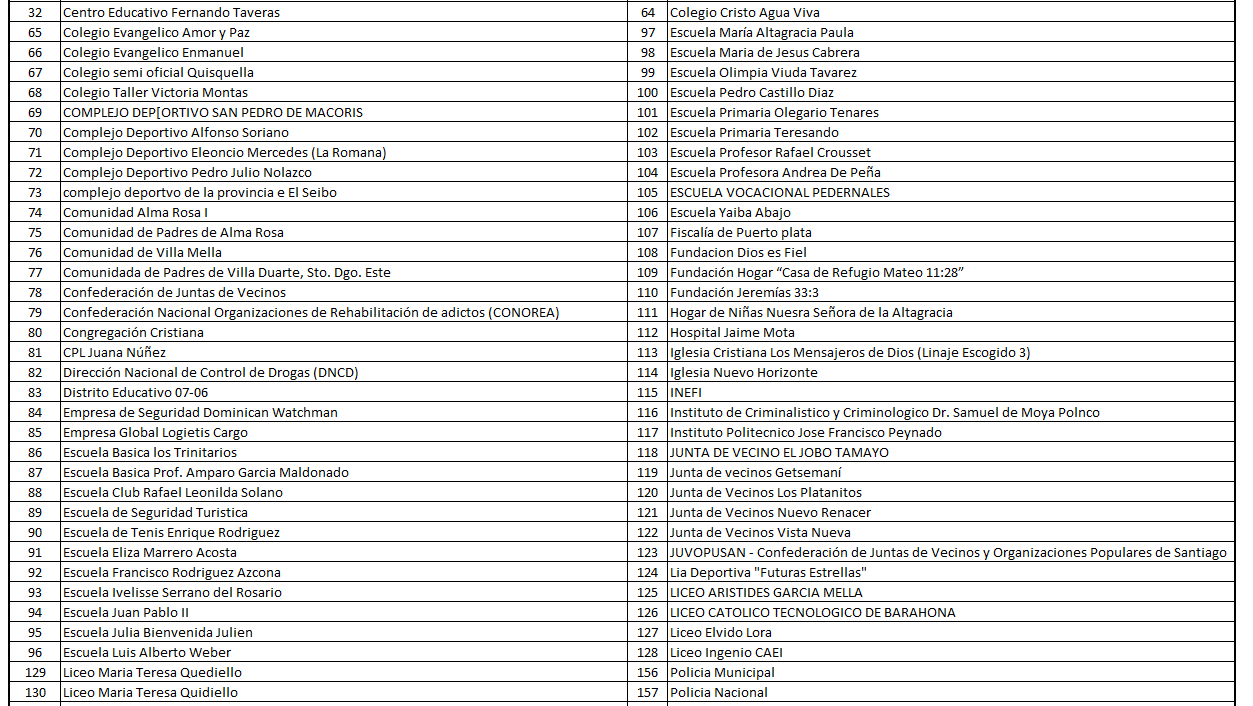 32 Centro Educativo Fernando Taveras 64 Colegio Cristo Agua Viva
65 Colegio Evangelico Amor y Paz 97 Escuela María Altagracia Paula
66 Colegio Evangelico Enmanuel 98 Escuela Maria de Jesus Cabrera
67 Colegio semi oficial Quisquella 99 Escuela Olimpia Viuda Tavarez
68 Colegio Taller Victoria Montas 100 Escuela Pedro Castillo Diaz
69 COMPLEJO DEP[ORTIVO SAN PEDRO DE MACORIS 101 Escuela Primaria Olegario Tenares
70 Complejo Deportivo Alfonso Soriano 102 Escuela Primaria Teresando
71 Complejo Deportivo Eleoncio Mercedes (La Romana) 103 Escuela Profesor Rafael Crousset
72 Complejo Deportivo Pedro Julio Nolazco 104 Escuela Profesora Andrea De Peña
73 complejo deportvo de la provincia e El Seibo 105 ESCUELA VOCACIONAL PEDERNALES
74 Comunidad Alma Rosa I 106 Escuela Yaiba Abajo
75 Comunidad de Padres de Alma Rosa 107 Fiscalía de Puerto plata
76 Comunidad de Villa Mella 108 Fundacion Dios es Fiel
77 Comunidada de Padres de Villa Duarte, Sto. Dgo. Este 109 Fundación Hogar “Casa de Refugio Mateo 11:28”
78 Confederación de Juntas de Vecinos 110 Fundación Jeremías 33:3
79 Confederación Nacional Organizaciones de Rehabilitación de adictos (CONOREA) 111 Hogar de Niñas Nuesra Señora de la Altagracia
80 Congregación Cristiana 112 Hospital Jaime Mota
81 CPL Juana Núñez 113 Iglesia Cristiana Los Mensajeros de Dios (Linaje Escogido 3)
82 Dirección Nacional de Control de Drogas (DNCD) 114 Iglesia Nuevo Horizonte
83 Distrito Educativo 07-06 115 INEFI
84 Empresa de Seguridad Dominican Watchman 116 Instituto de Criminalistico y Criminologico Dr. Samuel de Moya Polnco
85 Empresa Global Logietis Cargo 117 Instituto Politecnico Jose Francisco Peynado
86 Escuela Basica los Trinitarios 118 JUNTA DE VECINO EL JOBO TAMAYO
87 Escuela Basica Prof. Amparo Garcia Maldonado 119 Junta de vecinos Getsemaní
88 Escuela Club Rafael Leonilda Solano 120 Junta de Vecinos Los Platanitos
89 Escuela de Seguridad Turistica 121 Junta de Vecinos Nuevo Renacer
90 Escuela de Tenis Enrique Rodriguez 122 Junta de Vecinos Vista Nueva
91 Escuela Eliza Marrero Acosta 123 JUVOPUSAN - Confederación de Juntas de Vecinos y Organizaciones Populares de Santiago
92 Escuela Francisco Rodriguez Azcona 124 Lia Deportiva "Futuras Estrellas"
93 Escuela Ivelisse Serrano del Rosario 125 LICEO ARISTIDES GARCIA MELLA
94 Escuela Juan Pablo II 126 LICEO CATOLICO TECNOLOGICO DE BARAHONA
95 Escuela Julia Bienvenida Julien 127 Liceo Elvido Lora
96 Escuela Luis Alberto Weber 128 Liceo Ingenio CAEI
129 Liceo Maria Teresa Quediello 156 Policia Municipal
130 Liceo Maria Teresa Quidiello 157 Policia Nacional